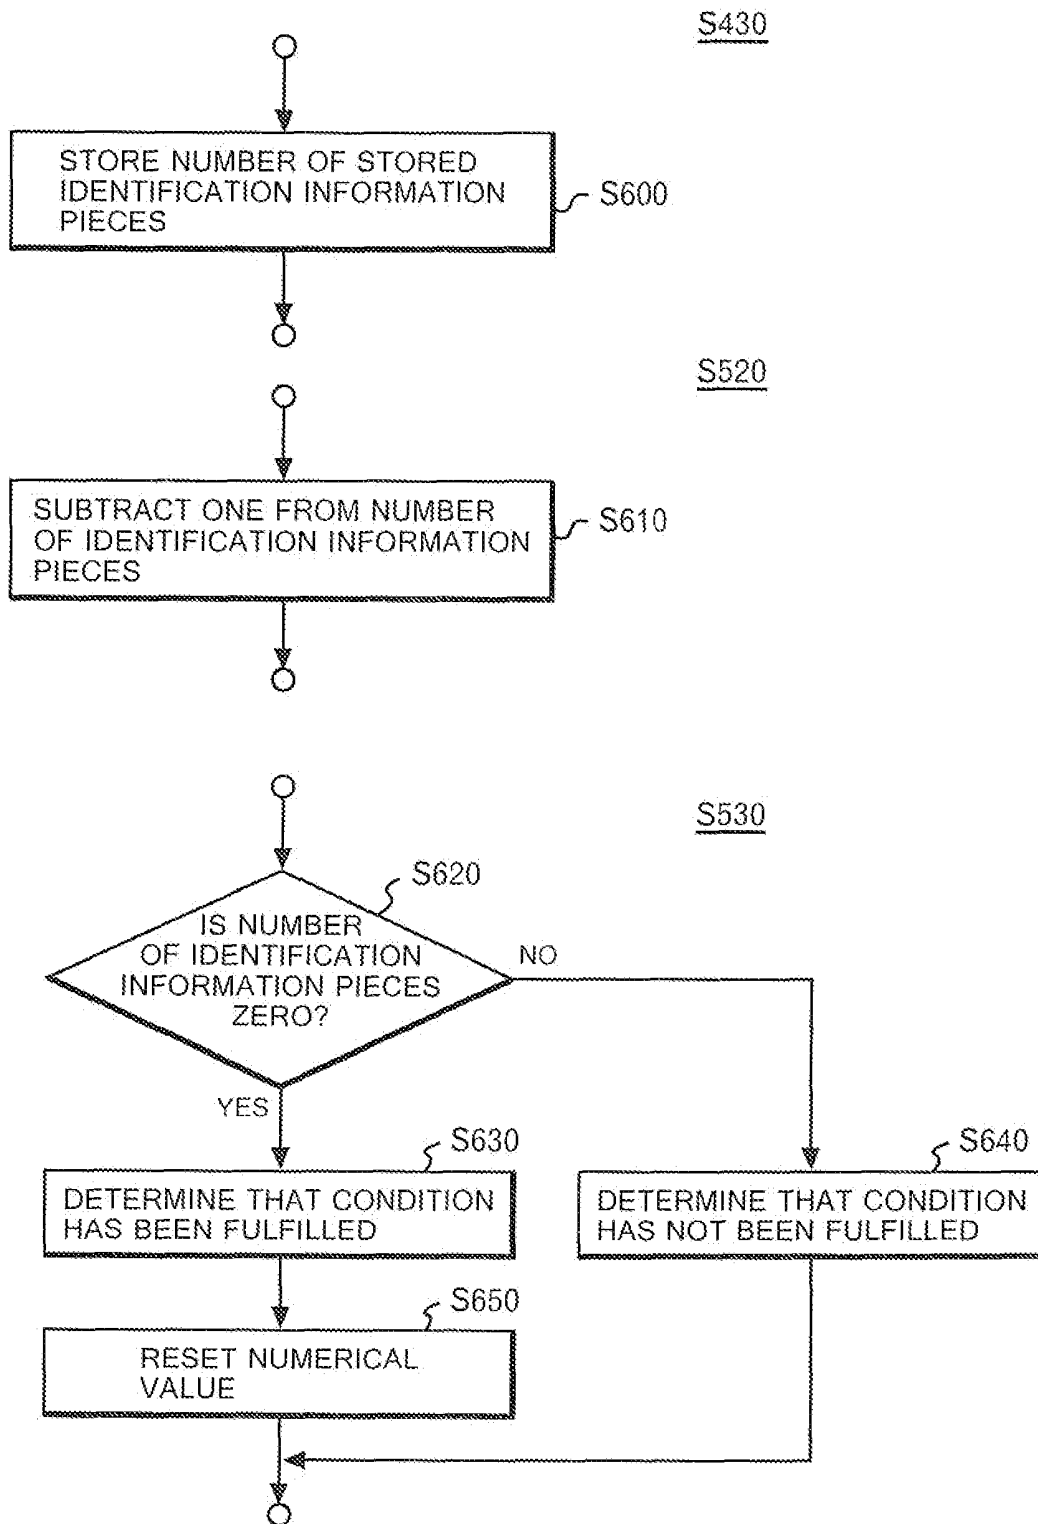 S430
STORE NUMBER OF STORED
IDENTIFICATION INFORMATION
PIECES
S600
S520
SUBTRACT ONE FROM NUMBER
OF IDENTIFICATION INFORMATION
PIECES
S610
S530
S620
IS NUMBER
OF IDENTIFICATION
INFORMATION PIECES
ZERO?
NO
YES
S630
DETERMINE THAT CONDITION
HAS BEEN FULFILLED
S640
DETERMINE THAT CONDITION
HAS NOT BEEN FULFILLED
S650
RESET NUMERICAL
VALUE